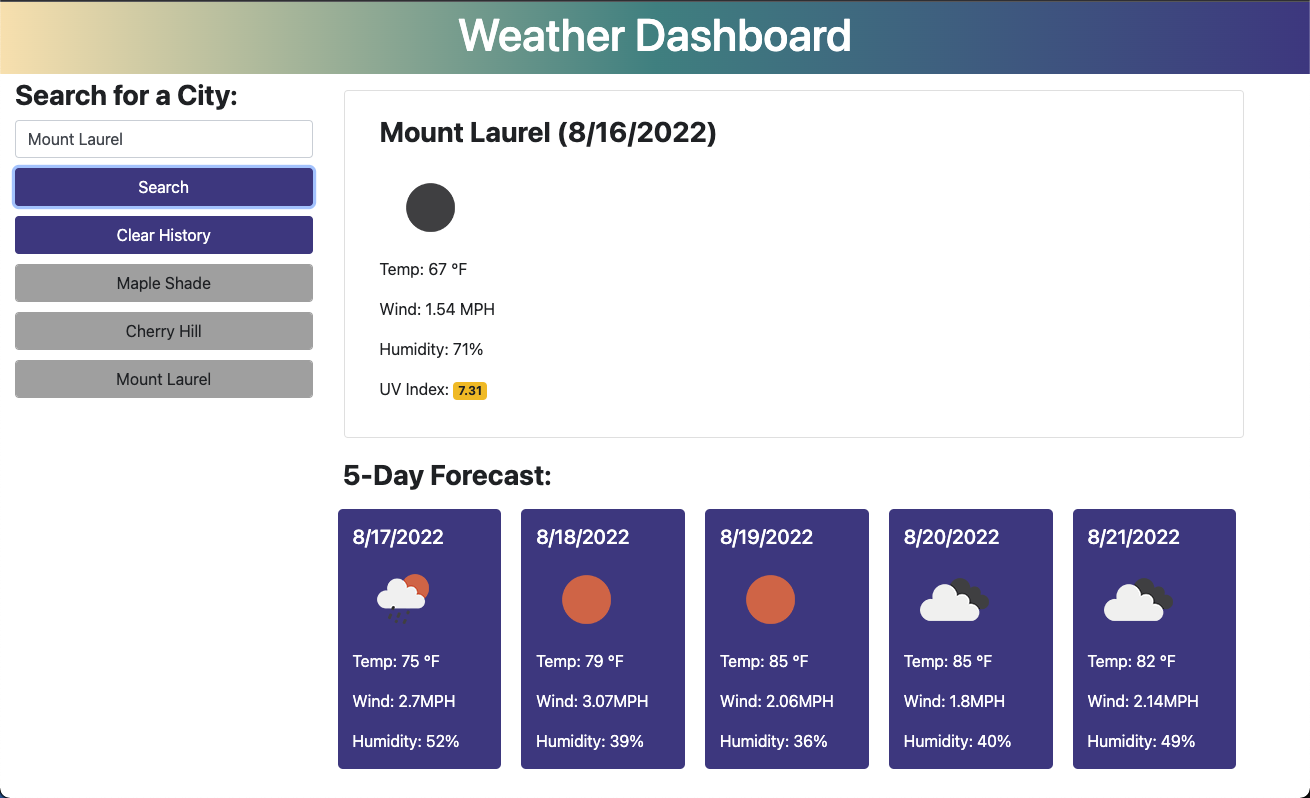 Weather Dashboard
Search for a City:
Mount Laurel
Search
Clear History
Maple Shade
Cherry Hill
Mount Laurel
Mount Laurel (8/16/2022)
Temp: 67 °F
Wind: 1.54 MPH
Humidity: 71%
UV Index: 7.31
5-Day Forecast:
8/17/2022
Temp: 75 °F
Wind: 2.7MPH
Humidity: 52%
8/18/2022
Temp: 79 °F
Wind: 3.07MPH
Humidity: 39%
8/19/2022
Temp: 85 °F
Wind: 2.06MPH
Humidity: 36%
8/20/2022
Temp: 85 °F
Wind: 1.8MPH
Humidity: 40%
8/21/2022
Temp: 82 °F
Wind: 2.14MPH
Humidity: 49%